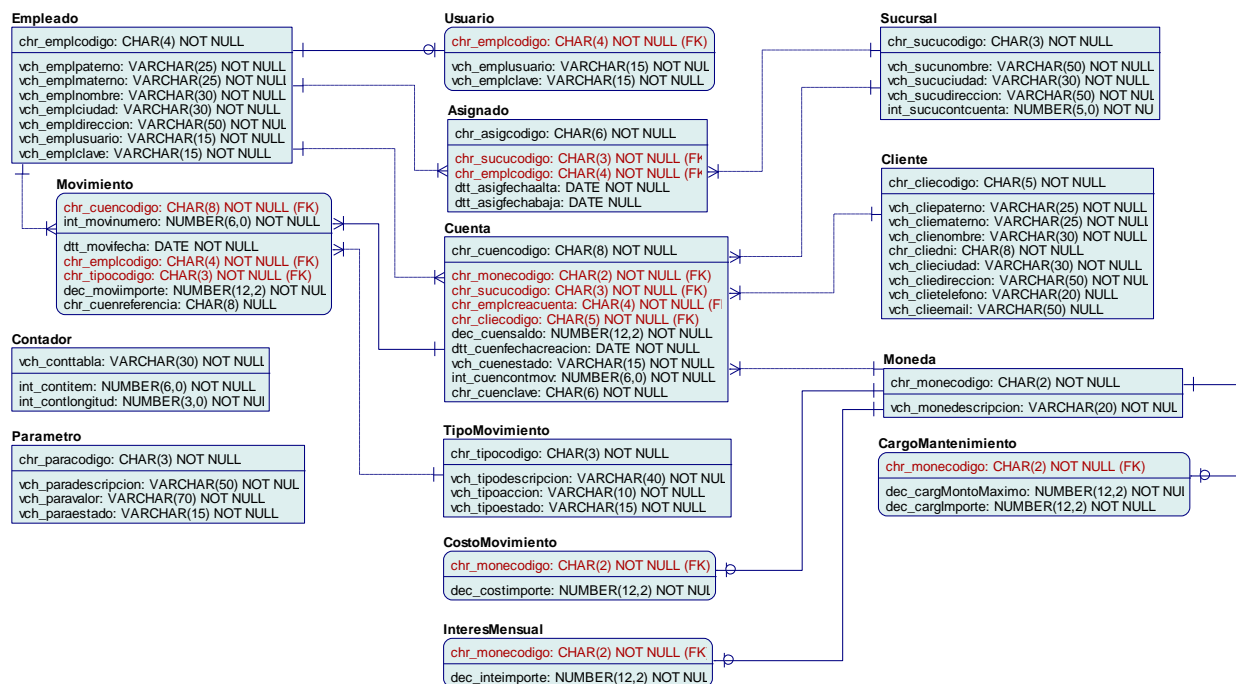 Empleado
chr_emplcodigo: CHAR(4) NOT NULL
vch_emplpaterno: VARCHAR(25) NOT NULL
vch_emplmaterno: VARCHAR(25) NOT NULL
vch_emplnombre: VARCHAR(30) NOT NULL
vch_emplciudad: VARCHAR(30) NOT NULL
vch_empldireccion: VARCHAR(50) NOT NUL
vch_emplusuario: VARCHAR(15) NOT NULL
vch_emplclave: VARCHAR(15) NOT NULL
Usuario
chr_emplcodigo: CHAR(4) NOT NULL (FK)
vch_emplusuario: VARCHAR(15) NOT NUL
vch_emplclave: VARCHAR(15) NOT NULL
Sucursal
chr_sucucodigo: CHAR(3) NOT NULL
vch_sucunombre: VARCHAR(50) NOT NULL
vch_sucuciudad: VARCHAR(30) NOT NULL
vch_sucudireccion: VARCHAR(50) NOT NUL
int_sucucontcuenta: NUMBER(5,0) NOT NU
Asignado
chr_asigcodigo: CHAR(6) NOT NULL
chr_sucucodigo: CHAR(3) NOT NULL (FK
chr_emplcodigo: CHAR(4) NOT NULL (FK
dtt_asigfechaalta: DATE NOT NULL
dtt_asigfechabaja: DATE NULL
Movimiento
chr_cuencodigo: CHAR(8) NOT NULL (FK)
int_movinumero: NUMBER(6,0) NOT NULL
dtt_movifecha: DATE NOT NULL
chr_emplcodigo: CHAR(4) NOT NULL (FK)
chr_tipocodigo: CHAR(3) NOT NULL (FK)
dec_moviimporte: NUMBER(12,2) NOT NUL
chr_cuenreferencia: CHAR(8) NULL
Cliente
chr_cliecodigo: CHAR(5) NOT NULL
vch_cliepaterno: VARCHAR(25) NOT NULL
vch_cliematerno: VARCHAR(25) NOT NULL
vch_clienombre: VARCHAR(30) NOT NULL
chr_cliedni: CHAR(8) NOT NULL
vch_clieciudad: VARCHAR(30) NOT NULL
vch_cliedireccion: VARCHAR(50) NOT NUL
vch_clietelefono: VARCHAR(20) NULL
vch_clieemail: VARCHAR(50) NULL
Cuenta
chr_cuencodigo: CHAR(8) NOT NULL
chr_monecodigo: CHAR(2) NOT NULL (FK)
chr_sucucodigo: CHAR(3) NOT NULL (FK)
chr_emplcreacuenta: CHAR(4) NOT NULL (F
chr_cliecodigo: CHAR(5) NOT NULL (FK)
dec_cuensaldo: NUMBER(12,2) NOT NULL
dtt_cuenfechacreacion: DATE NOT NULL
vch_cuenestado: VARCHAR(15) NOT NULL
int_cuencontmov: NUMBER(6,0) NOT NULL
chr_cuenclave: CHAR(6) NOT NULL
Contador
vch_conttabla: VARCHAR(30) NOT NULL
int_contitem: NUMBER(6,0) NOT NULL
int_contlongitud: NUMBER(3,0) NOT NUI
Moneda
chr_monecodigo: CHAR(2) NOT NULL
vch_monedescripcion: VARCHAR(20) NOT NUL
Parametro
chr_paracodigo: CHAR(3) NOT NULL
vch_paradescripcion: VARCHAR(50) NOT NUL
vch_paravalor: VARCHAR(70) NOT NULL
vch_paraestado: VARCHAR(15) NOT NULL
TipoMovimiento
chr_tipocodigo: CHAR(3) NOT NULL
vch_tipodescripcion: VARCHAR(40) NOT NUL
vch_tipoaccion: VARCHAR(10) NOT NULL
vch_tipoestado: VARCHAR(15) NOT NULL
CargoMantenimiento
chr_monecodigo: CHAR(2) NOT NULL (FK)
dec_cargMontoMaximo: NUMBER(12,2) NOT NUI
dec_cargImporte: NUMBER(12,2) NOT NULL
CostoMovimiento
chr_monecodigo: CHAR(2) NOT NULL (FK)
dec_costimporte: NUMBER(12,2) NOT NUL
InteresMensual
chr_monecodigo: CHAR(2) NOT NULL (FK
dec_inteimporte: NUMBER(12,2) NOT NUL